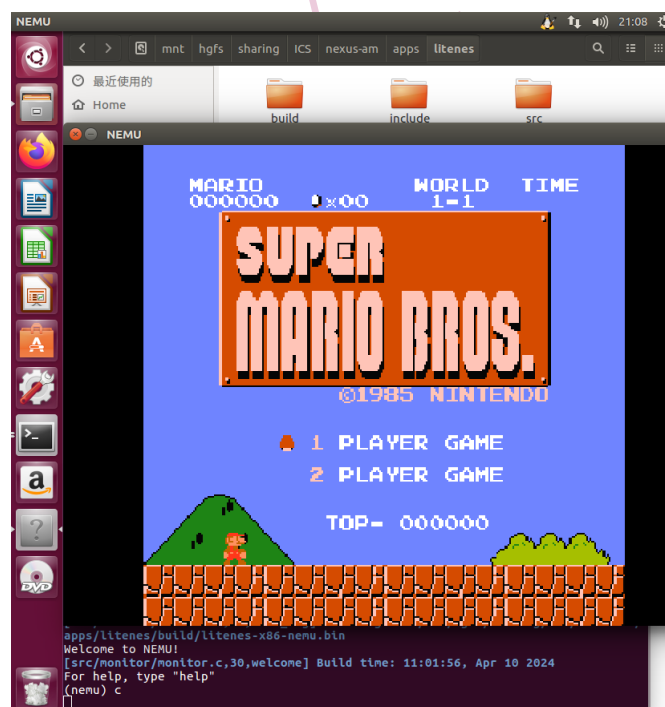 NEMU
21:08
mnt hgfs sharing ICS nexus-am apps litenes
最近使用的
Home
build include src
NEMU
MARIO WORLD TIME
000000 x00 1-1
SUPER
MARIO BROS.
©1985 NINTENDO
1 PLAYER GAME
2 PLAYER GAME
TOP- 000000
apps/litenes/build/litenes-x86-nemu.bin
Welcome to NEMU!
[src/monitor/monitor.c,30,welcome] Build time: 11:01:56, Apr 10 2024
For help, type "help"
(nemu) c
A
>_
a
?
DVD